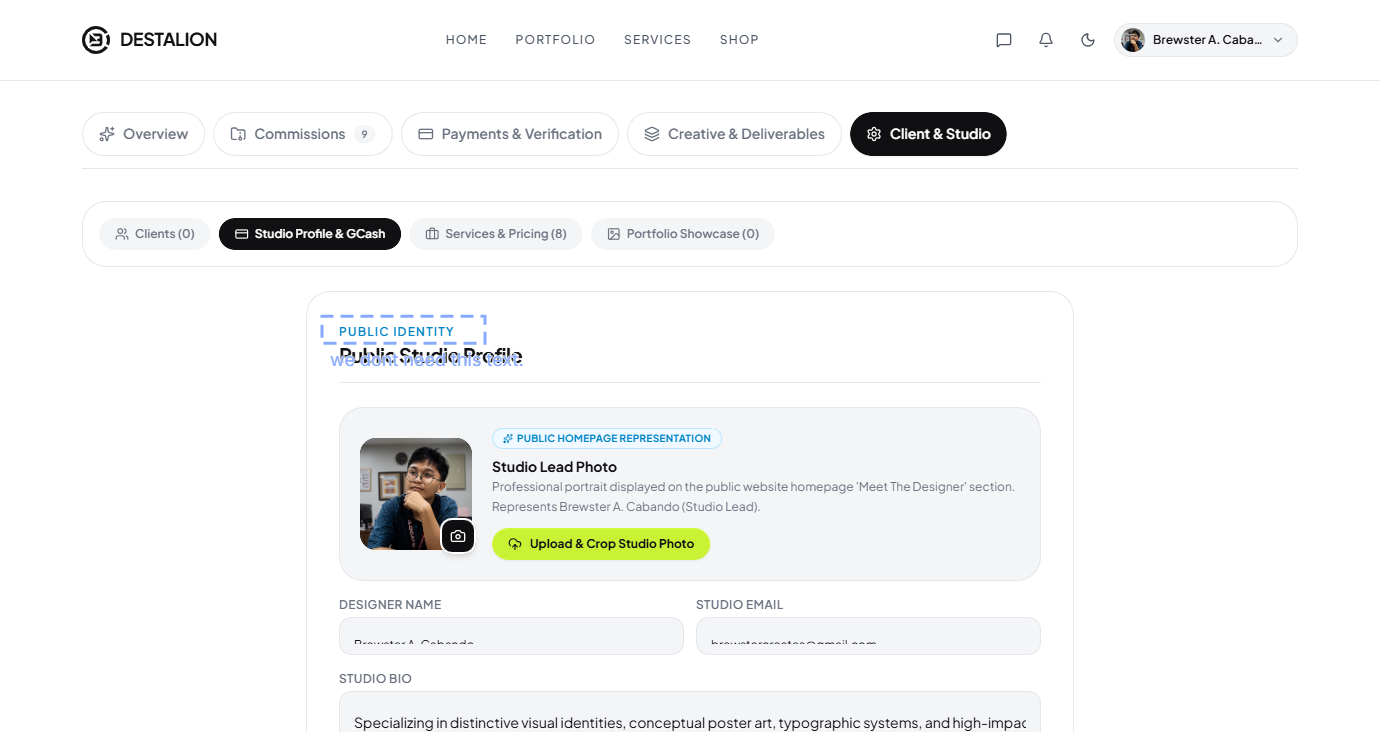 DESTALION
HOME PORTFOLIO SERVICES SHOP
Brewster A. Caba...
Overview
Commissions 9
Payments & Verification
Creative & Deliverables
Client & Studio
Clients (0)
Studio Profile & GCash
Services & Pricing (8)
Portfolio Showcase (0)
PUBLIC IDENTITY
Public Studio Profile
we dont need this text.
PUBLIC HOMEPAGE REPRESENTATION
Studio Lead Photo
Professional portrait displayed on the public website homepage 'Meet The Designer' section.
Represents Brewster A. Cabando (Studio Lead).
Upload & Crop Studio Photo
DESIGNER NAME
Brewster A. Cabando
STUDIO EMAIL
STUDIO BIO
Specializing in distinctive visual identities, conceptual poster art, typographic systems, and high-impac